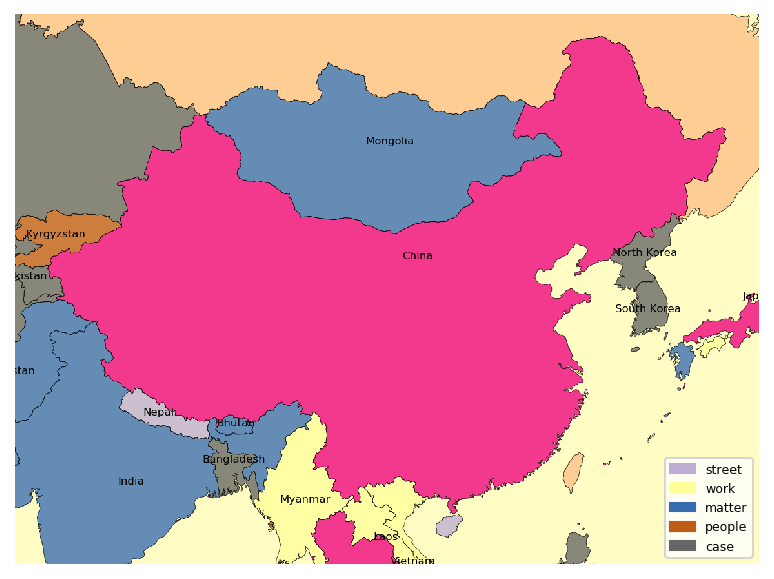 Mongolia
Kyrgyzstan
China
North Korea
kistan
Jap
South Korea
stan
Nepal
Bhutan
Bangladesh
India
Myanmar
Laos
Vietnam
street
work
matter
people
case